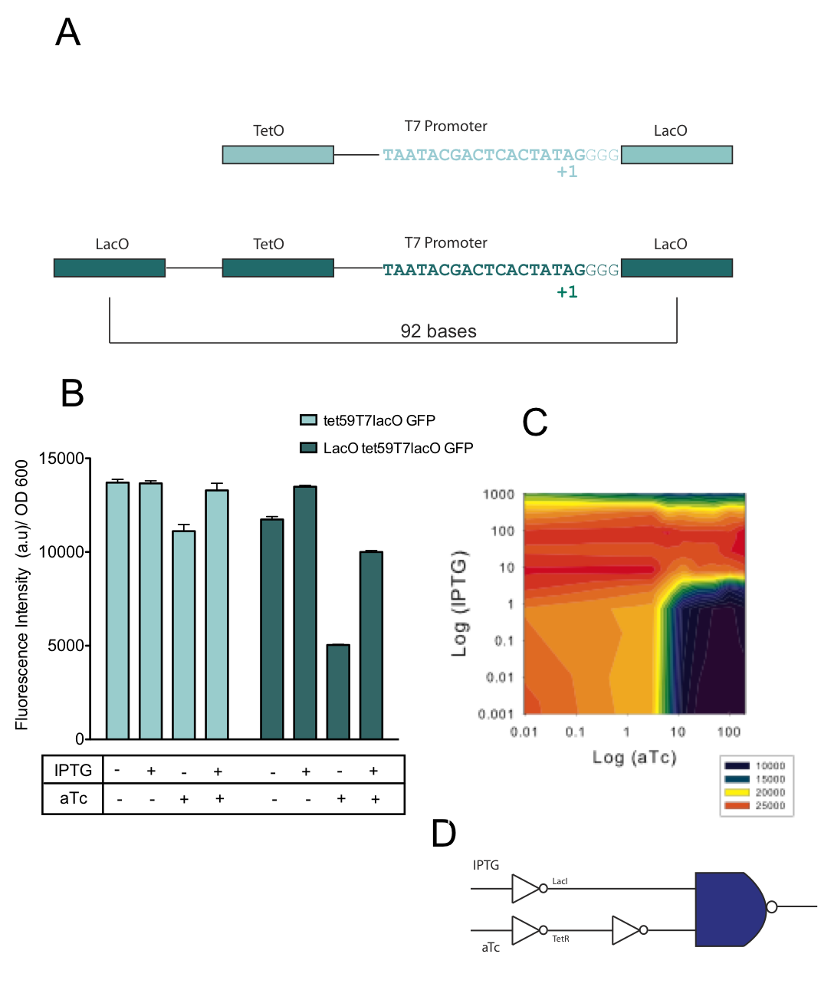 A
TetO
T7 Promoter
LacO
TAATACGACTCACTATAGGGG
+1
LacO
TetO
T7 Promoter
LacO
TAATACGACTCACTATAGGGG
+1
92 bases
B
tet59T7lacO GFP
LacO tet59T7lacO GFP
Fluorescence Intensity (a.u)/ OD 600
15000
10000
5000
0
IPTG - + - + - + - +
aTc - - + + - - + +
C
Log (IPTG)
1000
100
10
1
0.1
0.01
0.001
0.01 0.1 1 10 100
Log (aTc)
10000
15000
20000
25000
D
IPTG
LacI
aTc
TetR